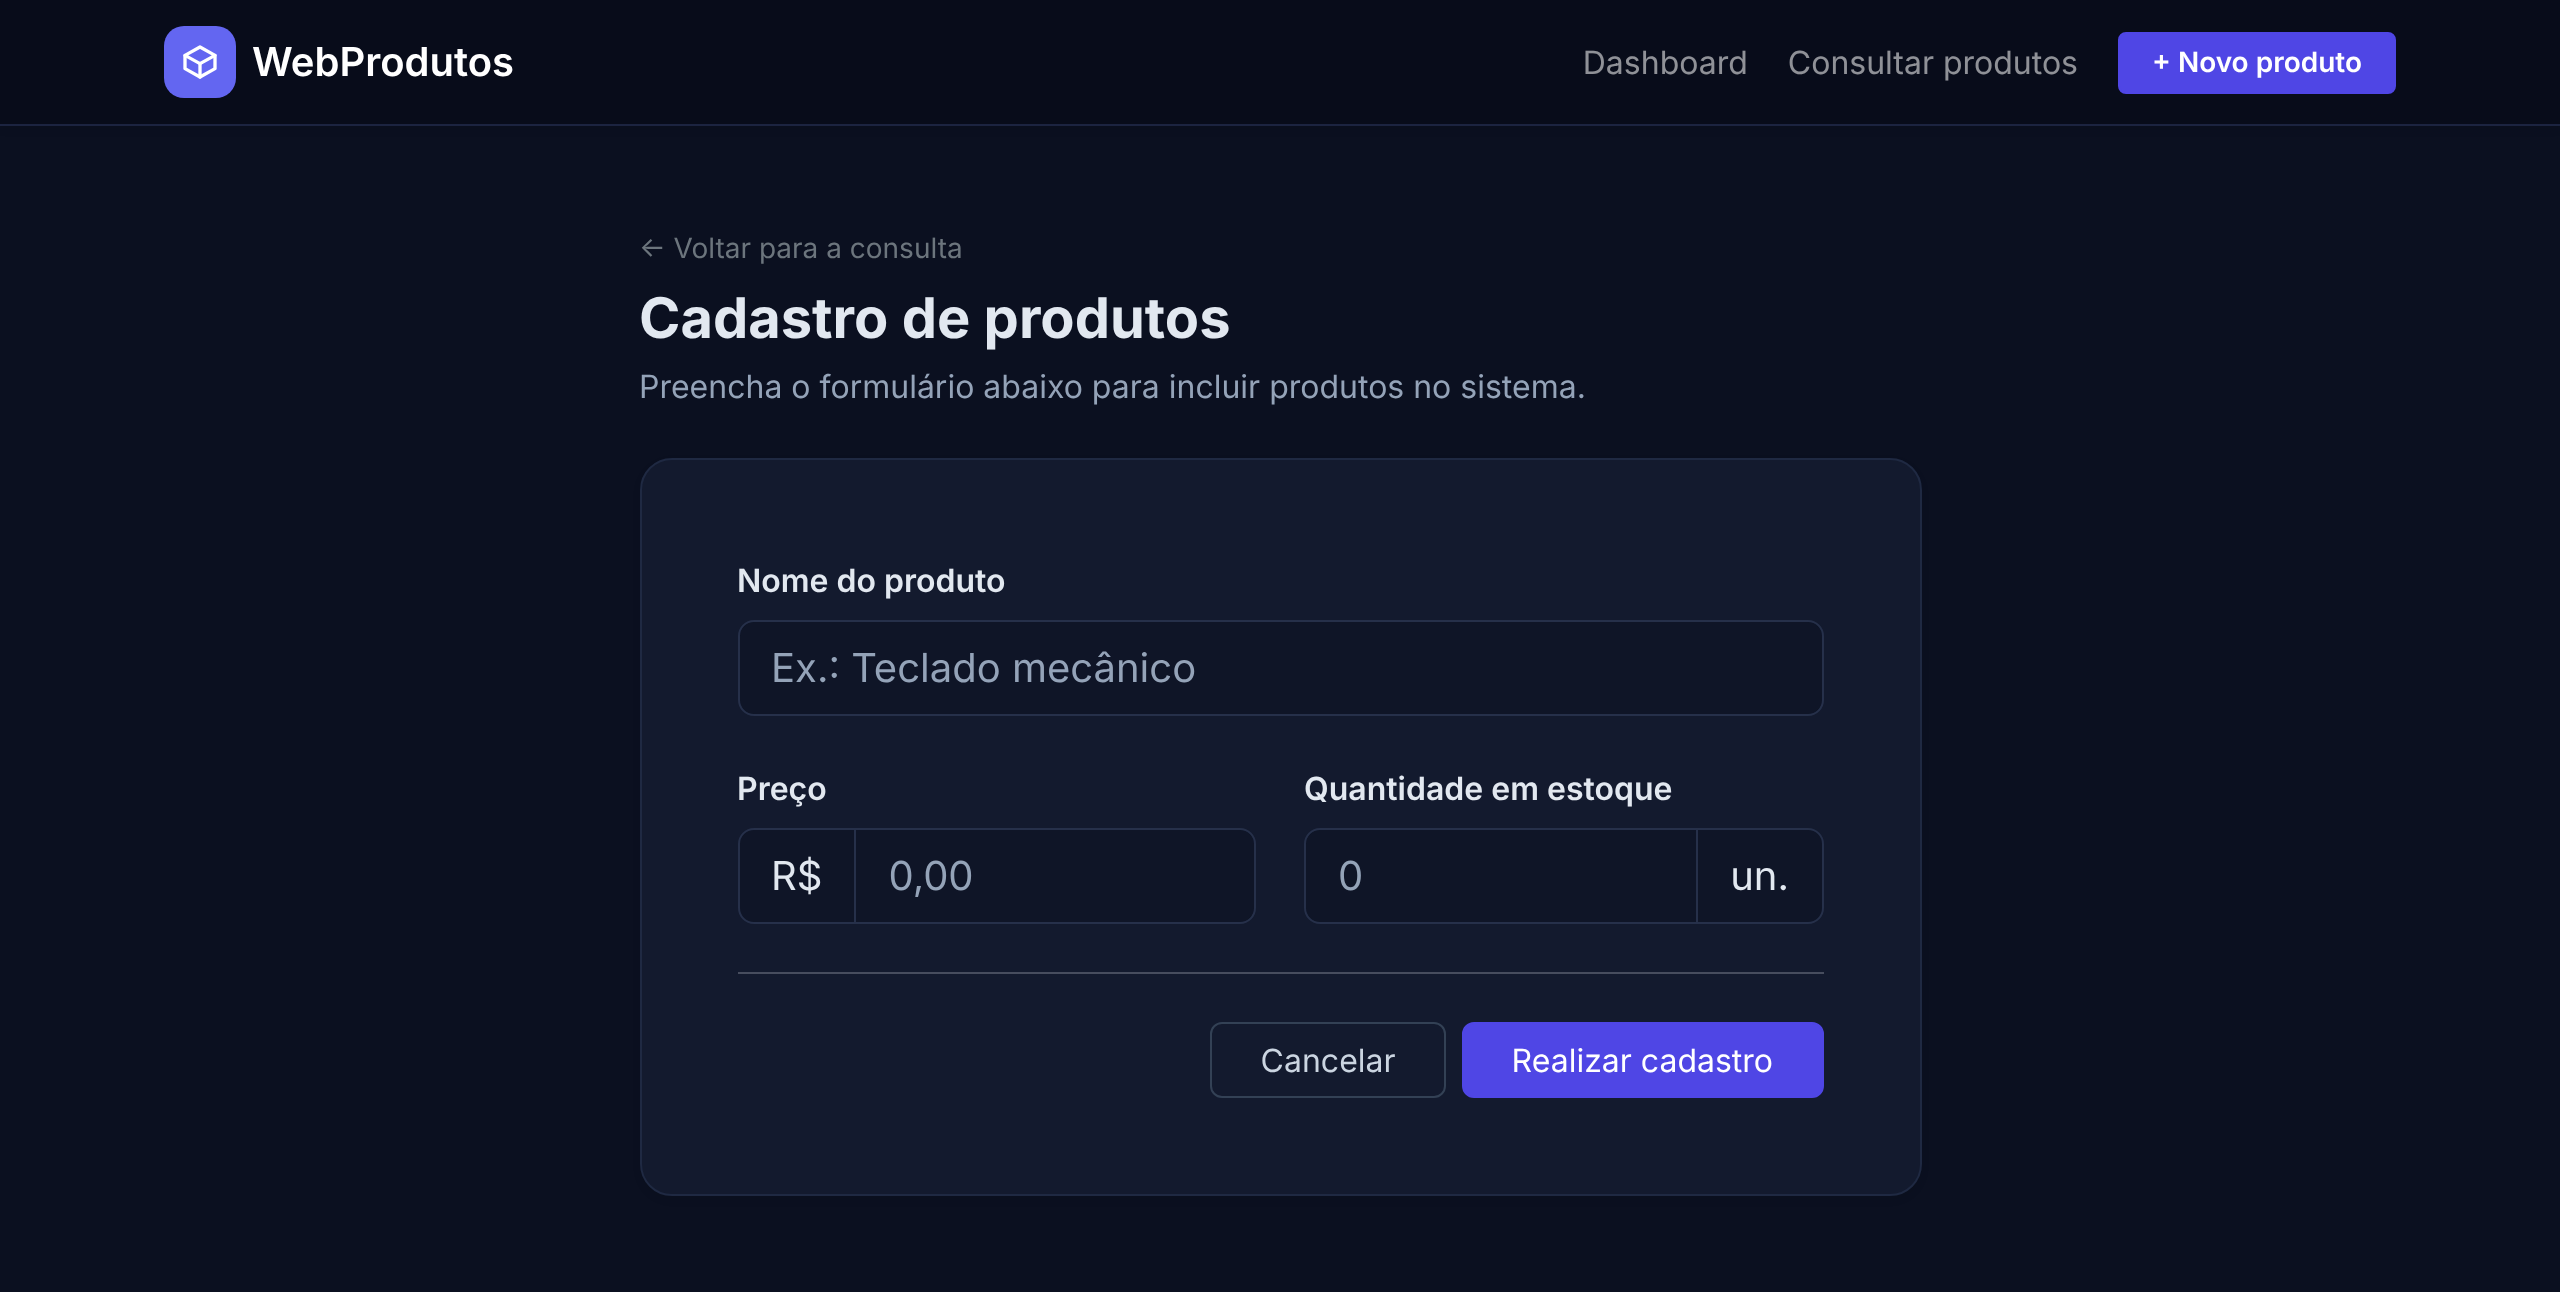 WebProdutos
Dashboard
Consultar produtos
+ Novo produto
← Voltar para a consulta
Cadastro de produtos
Preencha o formulário abaixo para incluir produtos no sistema.
Nome do produto
Ex.: Teclado mecânico
Preço
Quantidade em estoque
R$ 0,00
0 un.
Cancelar
Realizar cadastro